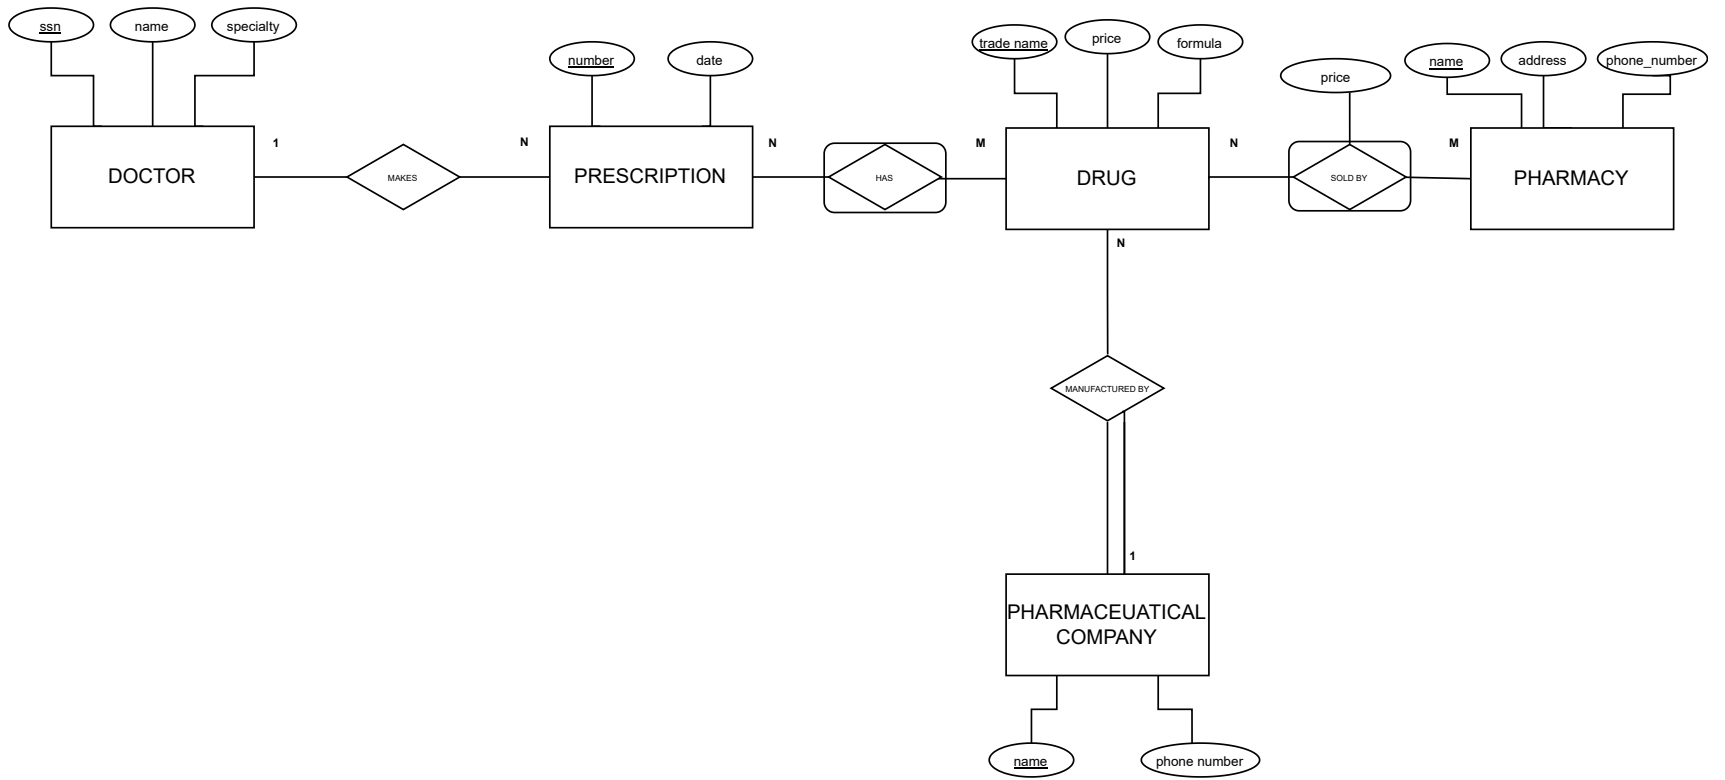 ssn
name
specialty
number
date
trade name
price
formula
price
name
address
phone_number
1
N
N
M
N
M
DOCTOR
MAKES
PRESCRIPTION
HAS
DRUG
SOLD BY
PHARMACY
N
MANUFACTURED BY
1
PHARMACEUATICAL
COMPANY
name
phone number